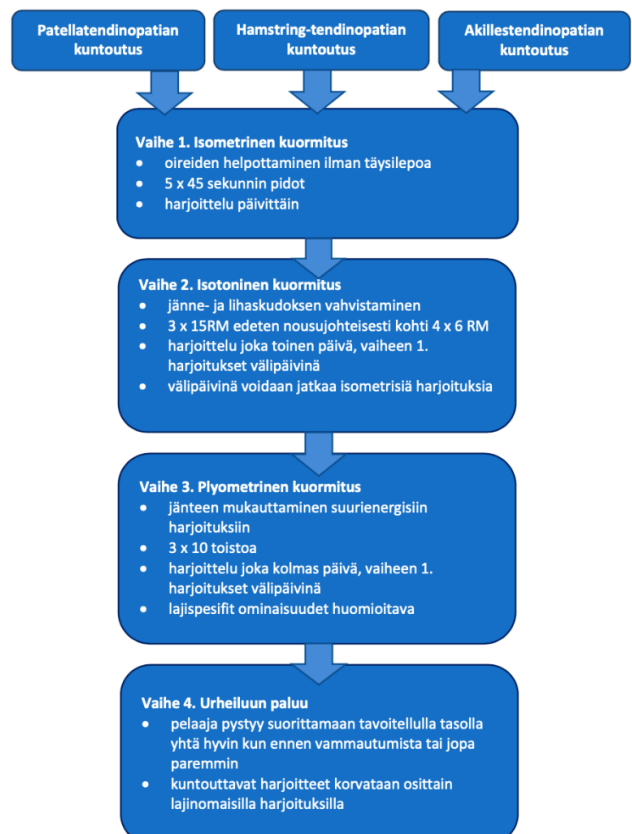 Patellatendinopatian
kuntoutus
Hamstring-tendinopatian
kuntoutus
Akillestendinopatian
kuntoutus
Vaihe 1. Isometrinen kuormitus
• oireiden helpottaminen ilman täysilepoa
• 5 x 45 sekunnin pidot
• harjoittelu päivittäin
Vaihe 2. Isotoninen kuormitus
• jänne- ja lihaskudoksen vahvistaminen
• 3 x 15RM edeten nousujohteisesti kohti 4 x 6 RM
• harjoittelu joka toinen päivä, vaiheen 1.
harjoitukset välipäivinä
• välipäivinä voidaan jatkaa isometrisiä harjoituksia
Vaihe 3. Plyometrinen kuormitus
• jänteen mukauttaminen suurienergisiin
harjoituksiin
• 3 x 10 toistoa
• harjoittelu joka kolmas päivä, vaiheen 1.
harjoitukset välipäivinä
• lajispesifit ominaisuudet huomioitava
Vaihe 4. Urheiluun paluu
• pelaaja pystyy suorittamaan tavoitellulla tasolla
yhtä hyvin kun ennen vammautumista tai jopa
paremmin
• kuntouttavat harjoitteet korvataan osittain
lajinomaisilla harjoituksilla